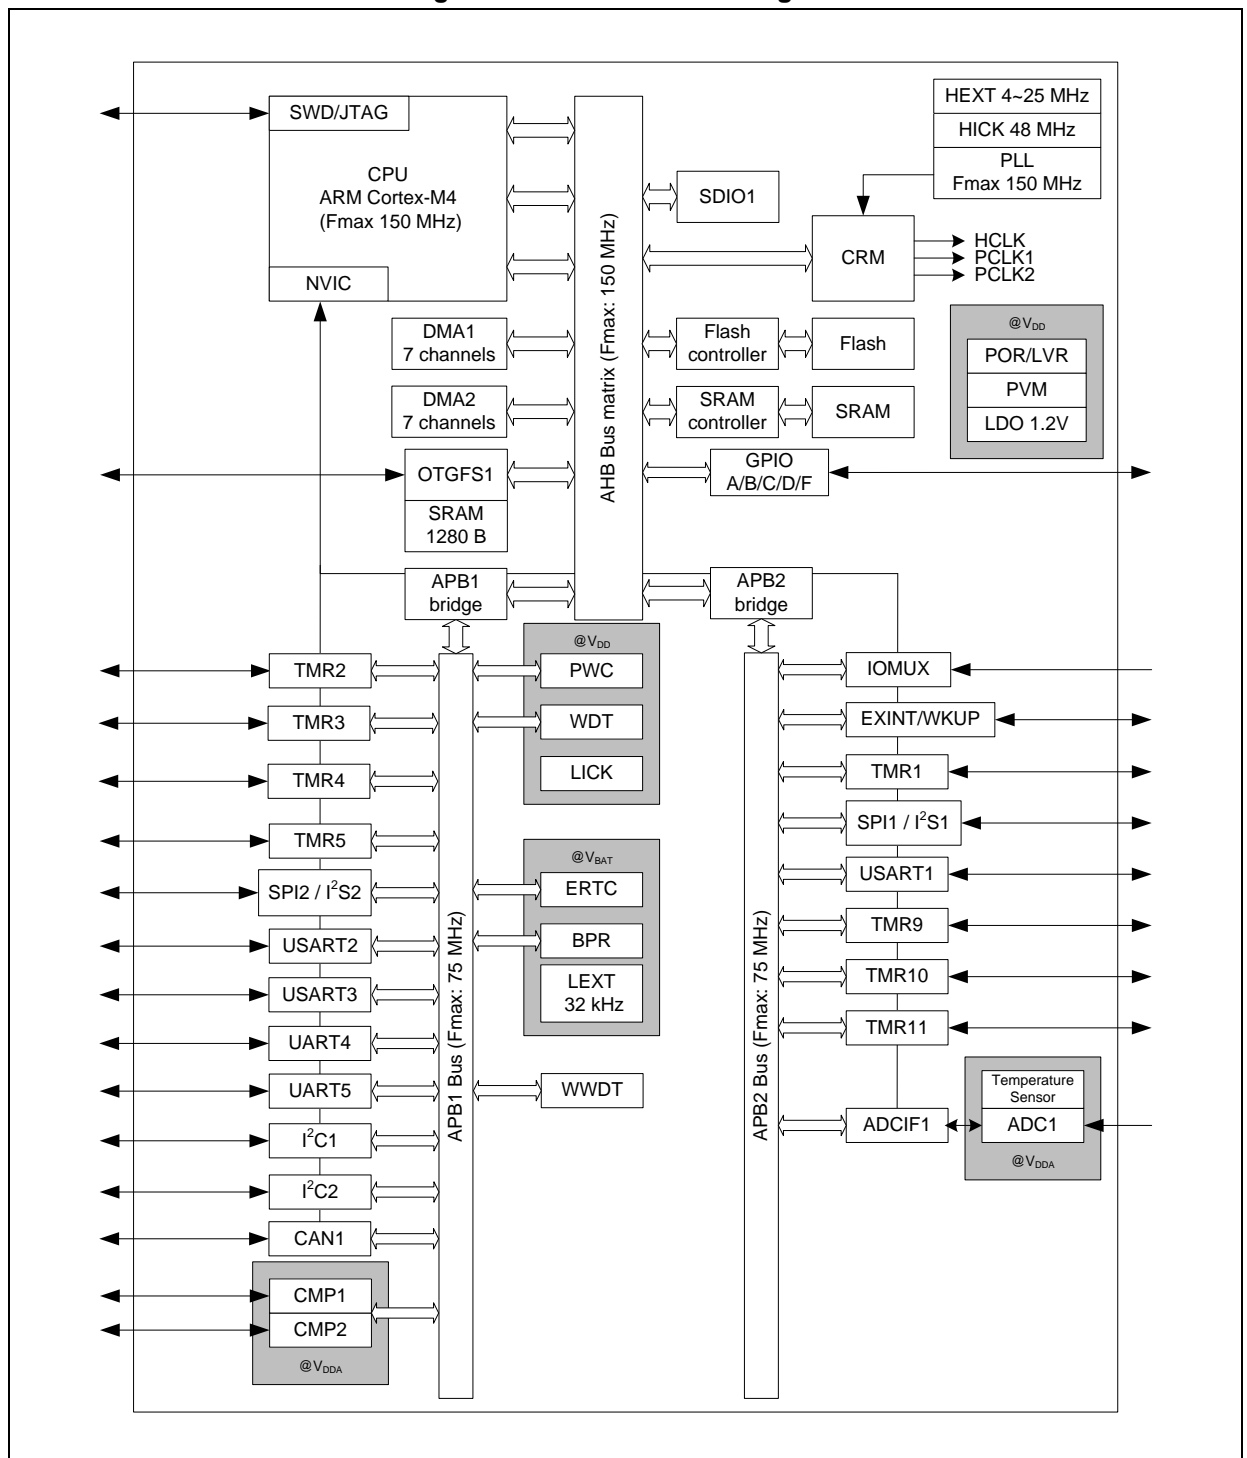 SWD/JTAG
CPU
ARM Cortex-M4
(Fmax 150 MHz)
NVIC
HEXT 4~25 MHz
HICK 48 MHz
PLL
Fmax 150 MHz
SDIO1
CRM
HCLK
PCLK1
PCLK2
DMA1
7 channels
DMA2
7 channels
AHB Bus matrix (Fmax: 150 MHz)
Flash
controller
Flash
SRAM
controller
SRAM
@VDD
POR/LVR
PVM
LDO 1.2V
OTGFS1
SRAM
1280 B
GPIO
A/B/C/D/F
APB1
bridge
APB2
bridge
TMR2
TMR3
TMR4
TMR5
SPI2 / I²S2
USART2
USART3
UART4
UART5
I²C1
I²C2
CAN1
CMP1
CMP2
@VDDA
APB1 Bus (Fmax: 75 MHz)
@VDD
PWC
WDT
LICK
@VBAT
ERTC
BPR
LEXT
32 kHz
WWDT
APB2 Bus (Fmax: 75 MHz)
IOMUX
EXINT/WKUP
TMR1
SPI1 / I²S1
USART1
TMR9
TMR10
TMR11
ADCIF1
Temperature
Sensor
ADC1
@VDDA